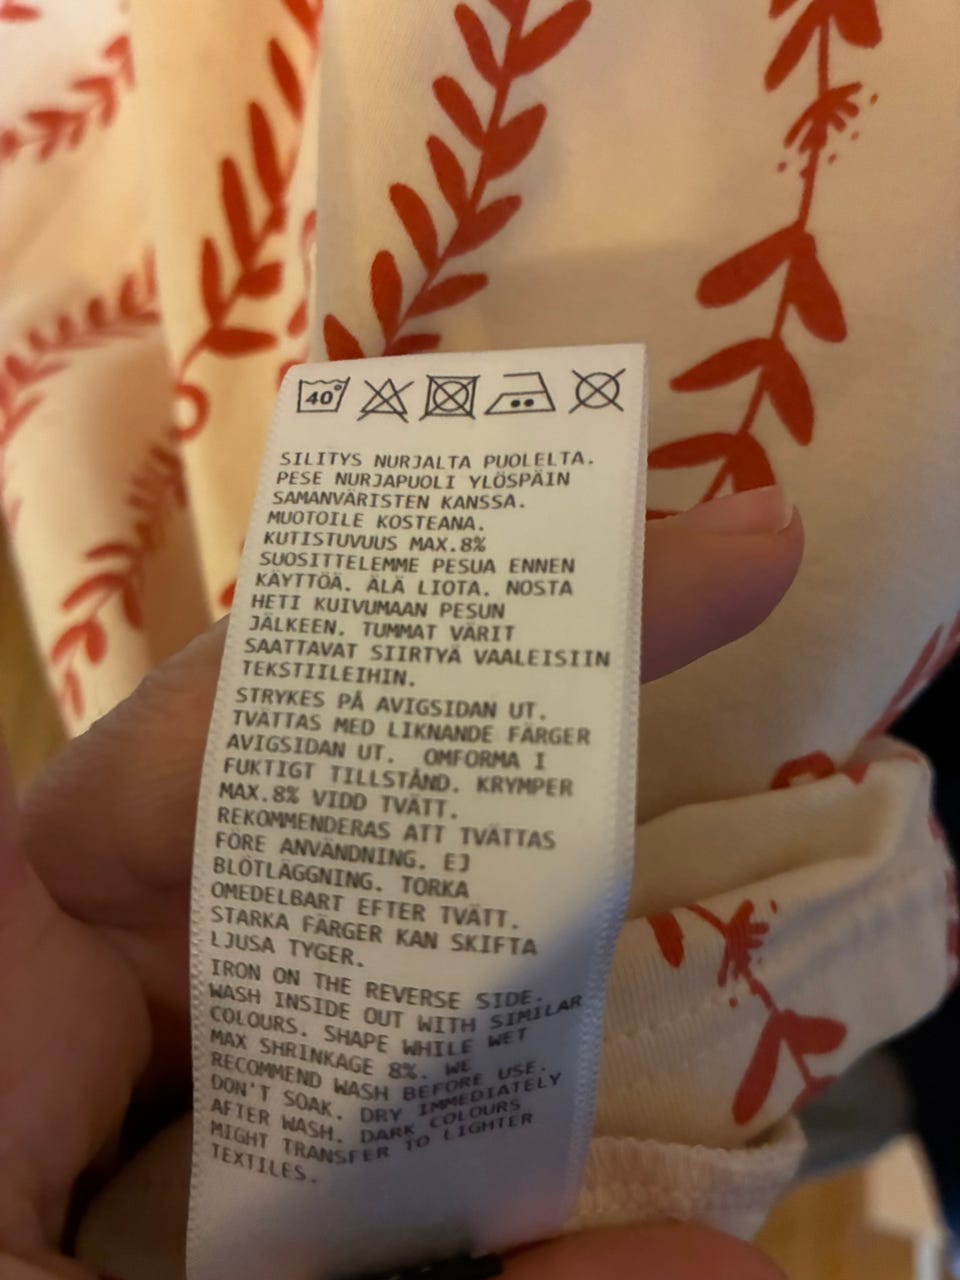 40°
SILITYS NURJALTA PUOLELTA.
PESE NURJAPUOLI YLÖSPÄIN
SAMANVÄRISTEN KANSSA.
MUOTOILE KOSTEANA.
KUTISTUVUUS MAX.8%
SUOSITTELEMME PESUA ENNEN
KÄYTTÖÄ. ÄLÄ LIOTA. NOSTA
HETI KUIVUMAAN PESUN
JÄLKEEN. TUMMAT VÄRIT
SAATTAVAT SIIRTYÄ VAALEISIIN
TEKSTIILEIHIN.
STRYKES PÅ AVIGSIDAN UT.
TVÄTTAS MED LIKNANDE FÄRGER
AVIGSIDAN UT. OMFORMA I
FUKTIGT TILLSTÅND. KRYMPER
MAX.8% VIDD TVÄTT.
REKOMMENDERAS ATT TVÄTTAS
FÖRE ANVÄNDNING. EJ
BLÖTLÄGGNING. TORKA
OMEDELBART EFTER TVÄTT.
STARKA FÄRGER KAN SKIFTA
LJUSA TYGER.
IRON ON THE REVERSE SIDE.
WASH INSIDE OUT WITH SIMILAR
COLOURS. SHAPE WHILE WET
MAX SHRINKAGE 8%. WE
RECOMMEND WASH BEFORE USE.
DON'T SOAK. DRY IMMEDIATELY
AFTER WASH. DARK COLOURS
MIGHT TRANSFER TO LIGHTER
TEXTILES.